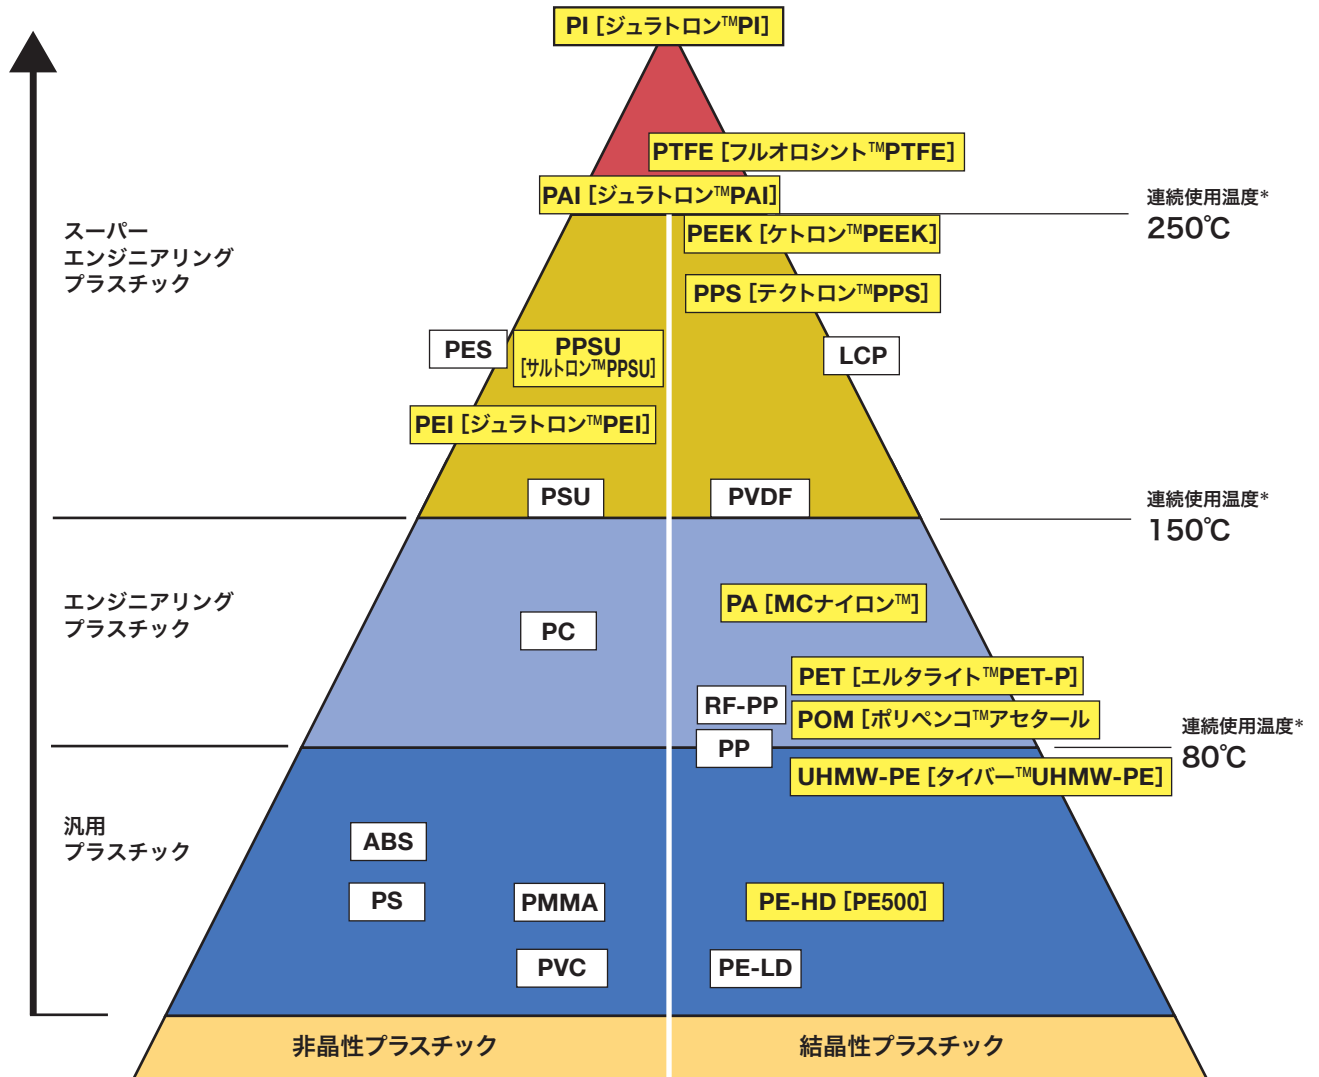 PI [ジュラトロン™PI]
PTFE [フルオロシント™PTFE]
PAI [ジュラトロン™PAI]
連続使用温度*
250℃
PEEK [ケトロン™PEEK]
スーパー
エンジニアリング
プラスチック
PPS [テクトロン™PPS]
PES
PPSU
[サルトロン™PPSU]
LCP
PEI [ジュラトロン™PEI]
PSU
PVDF
連続使用温度*
150℃
エンジニアリング
プラスチック
PA [MCナイロン™]
PC
PET [エルタライト™PET-P]
RF-PP
POM [ポリペンコ™アセタール
PP
連続使用温度*
80℃
UHMW-PE [タイバー™UHMW-PE]
汎用
プラスチック
ABS
PS
PMMA
PE-HD [PE500]
PVC
PE-LD
非晶性プラスチック
結晶性プラスチック